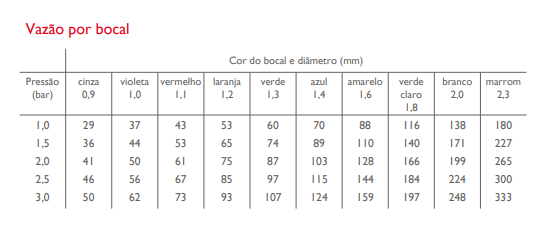 Vazão por bocal
Cor do bocal e diâmetro (mm)
Pressão cinza violeta vermelho laranja verde azul amarelo verde branco marrom
(bar) 0,9 1,0 1,1 1,2 1,3 1,4 1,6 claro 2,0 2,3
1,8
1,0 29 37 43 53 60 70 88 116 138 180
1,5 36 44 53 65 74 89 110 140 171 227
2,0 41 50 61 75 87 103 128 166 199 265
2,5 46 56 67 85 97 115 144 184 224 300
3,0 50 62 73 93 107 124 159 197 248 333